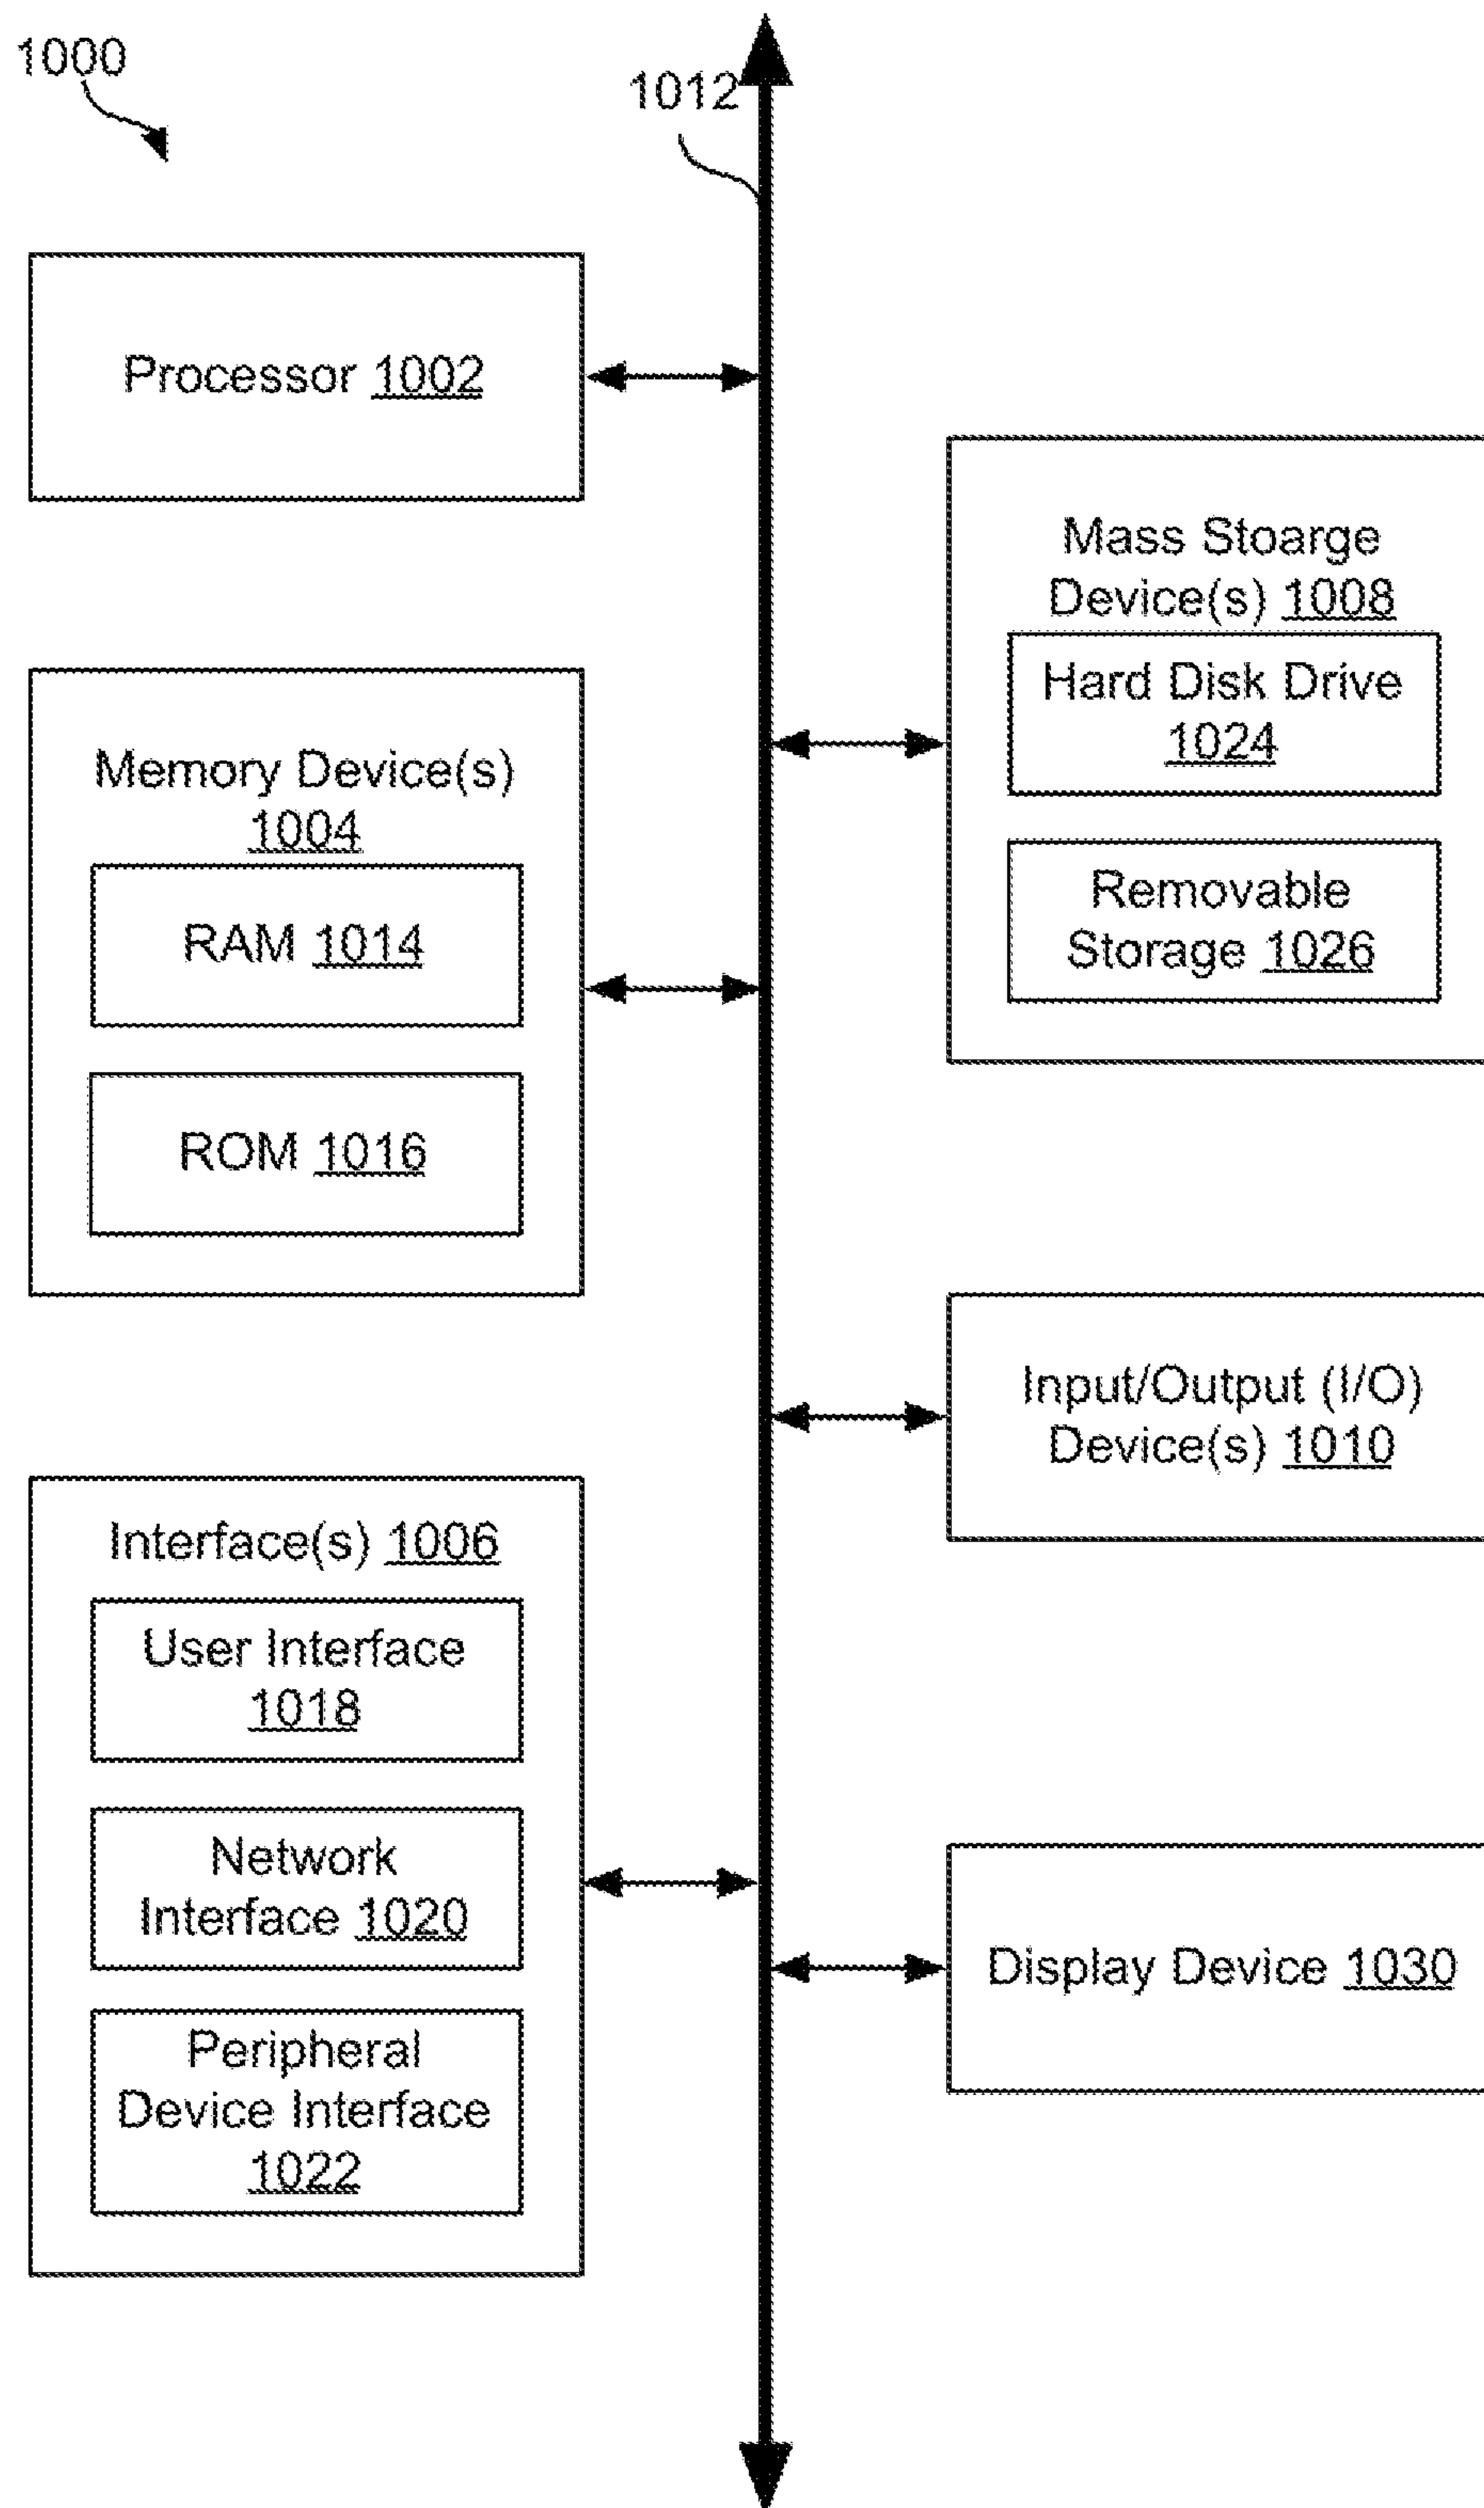 1000
1012
Processor 1002
Mass Stoarge
Device(s) 1008
Hard Disk Drive
1024
Removable
Storage 1026
Memory Device(s)
1004
RAM 1014
ROM 1016
Input/Output (I/O)
Device(s) 1010
Interface(s) 1006
User Interface
1018
Network
Interface 1020
Peripheral
Device Interface
1022
Display Device 1030